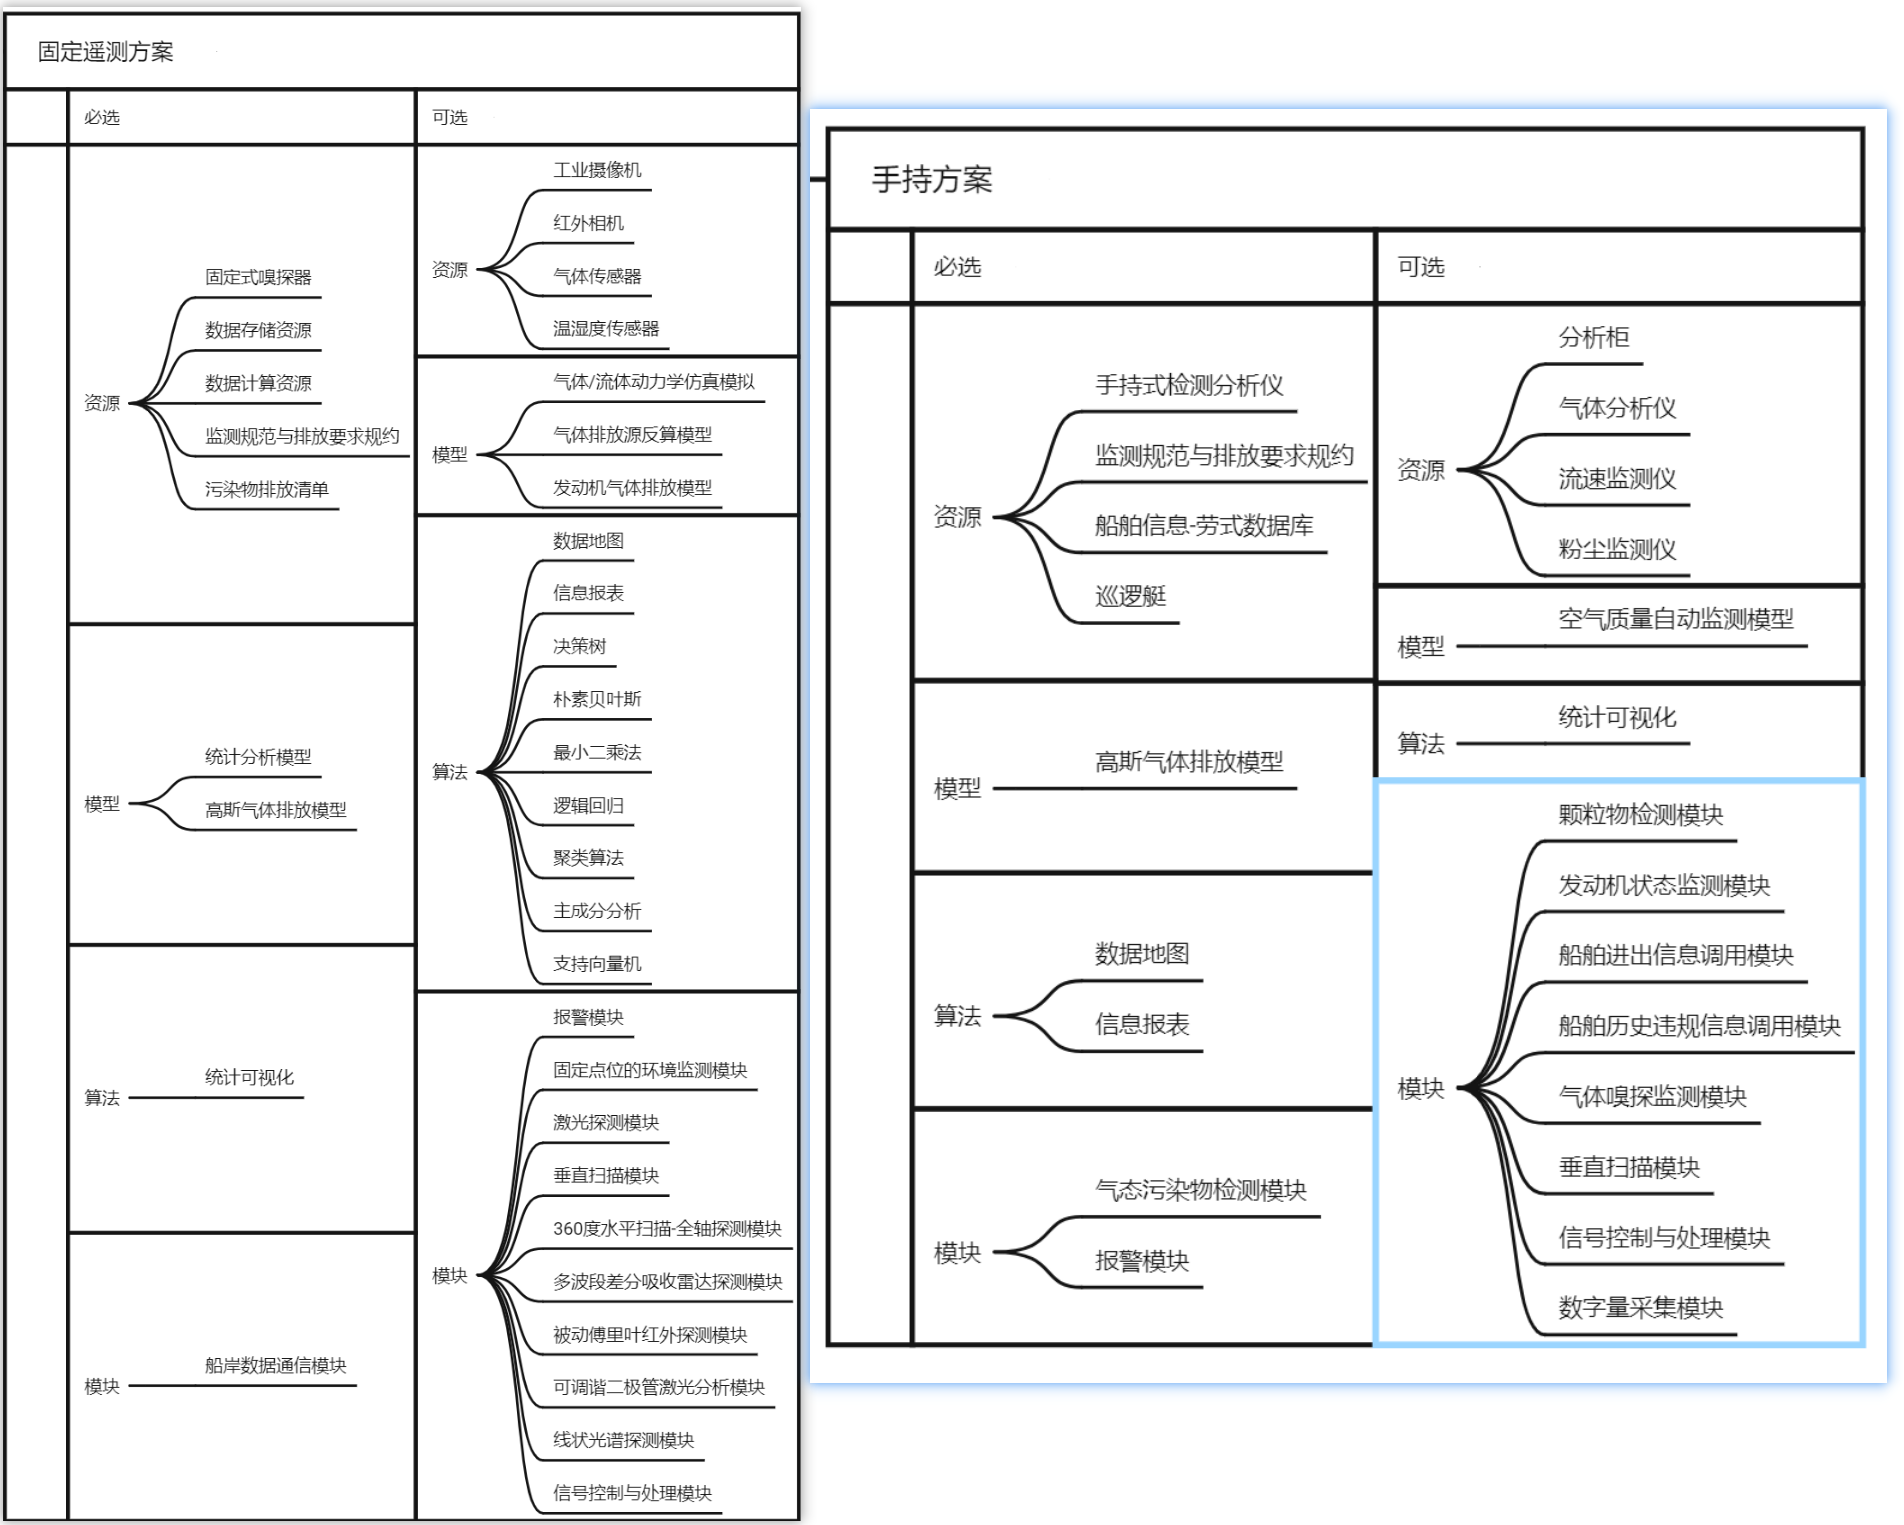 固定遥测方案
必选
可选
资源
固定式嗅探器
数据存储资源
数据计算资源
监测规范与排放要求规约
污染物排放清单
模型
统计分析模型
高斯气体排放模型
算法
统计可视化
模块
船岸数据通信模块
资源
工业摄像机
红外相机
气体传感器
温湿度传感器
模型
气体/流体动力学仿真模拟
气体排放源反算模型
发动机气体排放模型
算法
数据地图
信息报表
决策树
朴素贝叶斯
最小二乘法
逻辑回归
聚类算法
主成分分析
支持向量机
模块
报警模块
固定点位的环境监测模块
激光探测模块
垂直扫描模块
360度水平扫描-全轴探测模块
多波段差分吸收雷达探测模块
被动傅里叶红外探测模块
可调谐二极管激光分析模块
线状光谱探测模块
信号控制与处理模块
手持方案
必选
可选
资源
手持式检测分析仪
监测规范与排放要求规约
船舶信息-劳式数据库
巡逻艇
模型
高斯气体排放模型
算法
数据地图
信息报表
模块
气态污染物检测模块
报警模块
资源
分析柜
气体分析仪
流速监测仪
粉尘监测仪
模型
空气质量自动监测模型
算法
统计可视化
模块
颗粒物检测模块
发动机状态监测模块
船舶进出信息调用模块
船舶历史违规信息调用模块
气体嗅探监测模块
垂直扫描模块
信号控制与处理模块
数字量采集模块